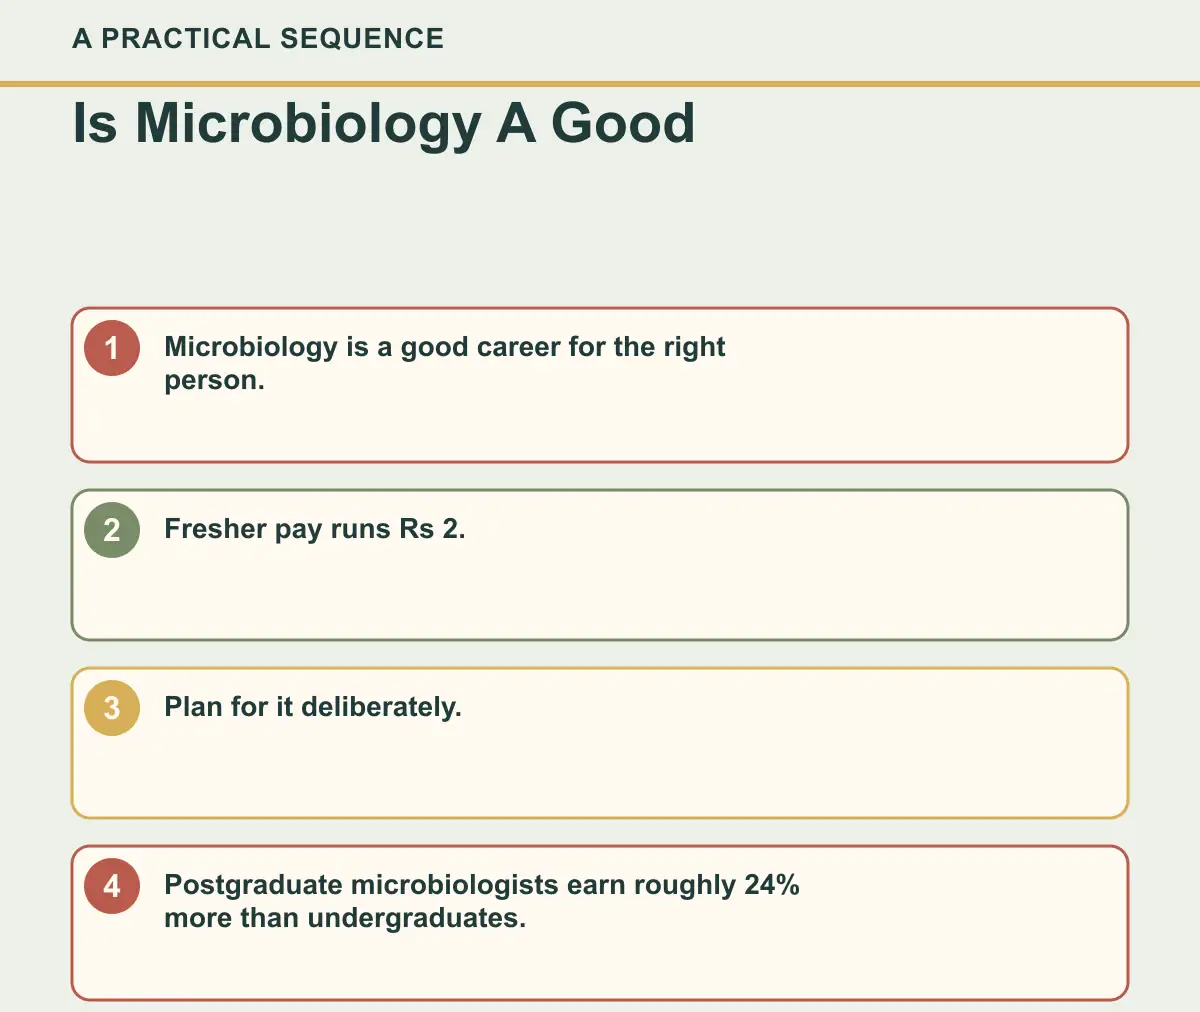 A PRACTICAL SEQUENCE
Is Microbiology A Good
1
Microbiology is a good career for the right
person.
2
Fresher pay runs Rs 2.
3
Plan for it deliberately.
4
Postgraduate microbiologists earn roughly 24%
more than undergraduates.